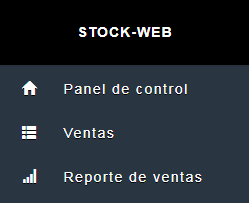 STOCK-WEB
Panel de control
Ventas
Reporte de ventas